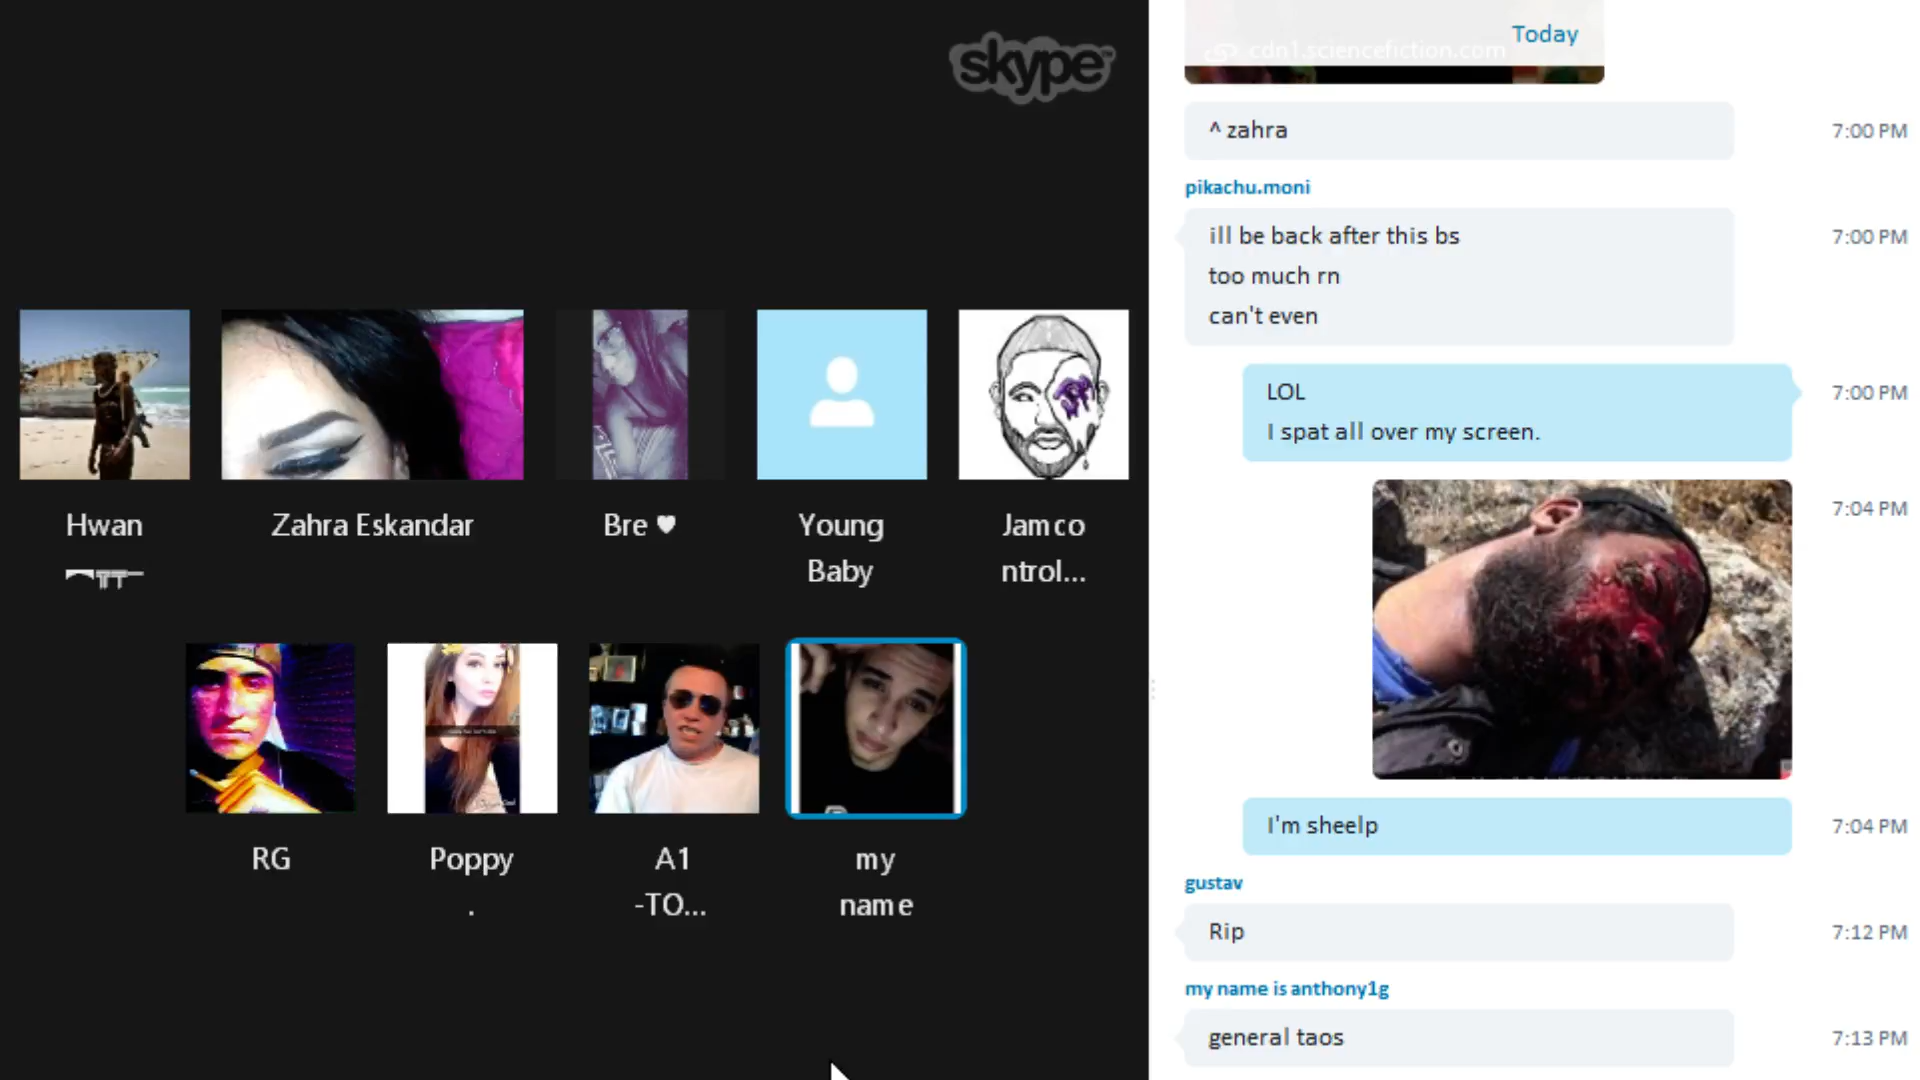 skype
Hwan
Zahra Eskandar
Bre ♥
Young
Baby
Jamco
ntrol...
RG
Poppy
.
A1
-TO...
my
name
Today
cdn1.sciencefiction.com
^ zahra
7:00 PM
pikachu.moni
ill be back after this bs
7:00 PM
too much rn
can't even
LOL
7:00 PM
I spat all over my screen.
7:04 PM
I'm sheelp
7:04 PM
gustav
Rip
7:12 PM
my name is anthony1g
general taos
7:13 PM